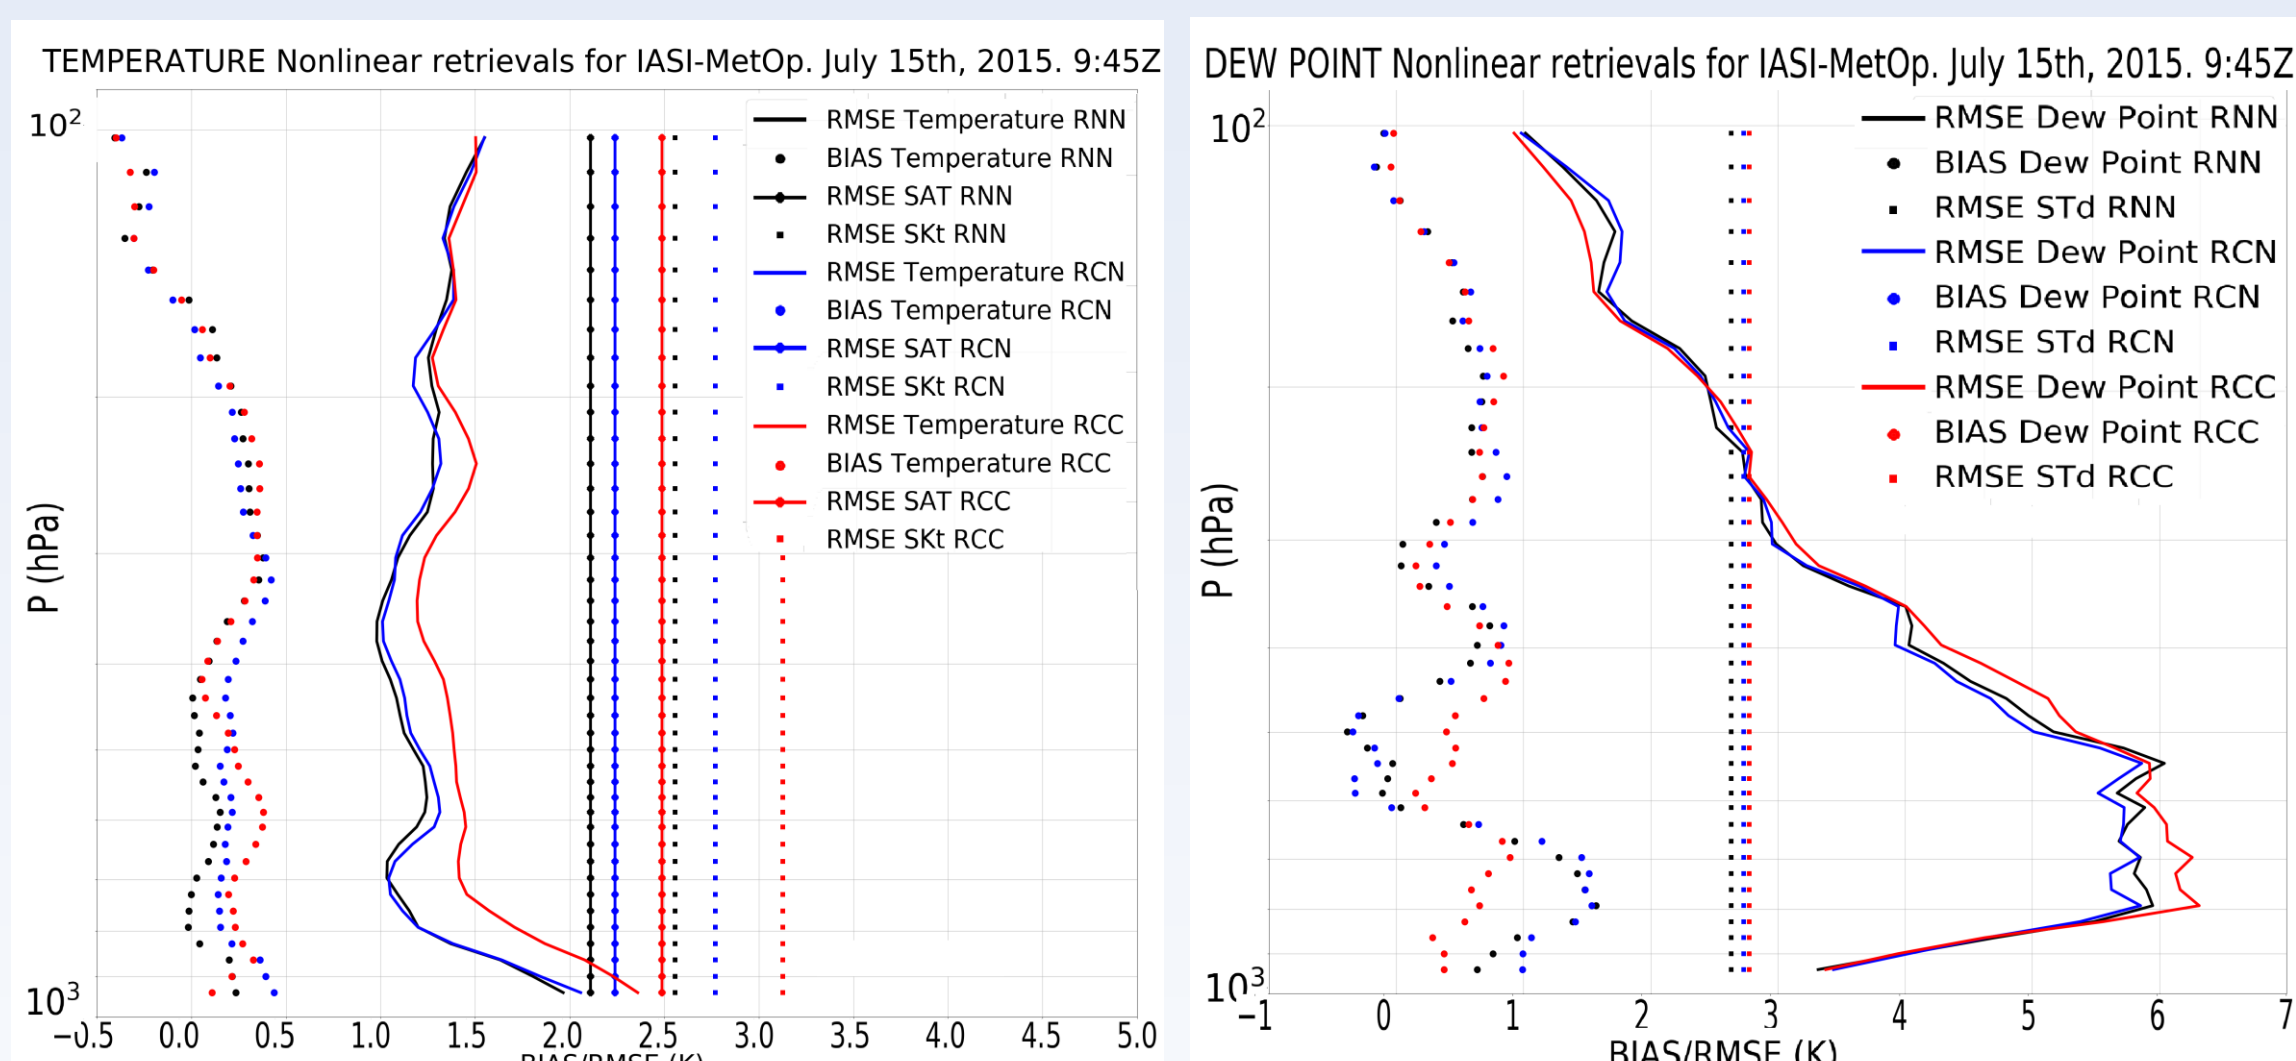 TEMPERATURE Nonlinear retrievals for IASI-MetOp. July 15th, 2015. 9:45Z
10²
P (hPa)
10³
RMSE Temperature RNN
BIAS Temperature RNN
RMSE SAT RNN
RMSE SKt RNN
RMSE Temperature RCN
BIAS Temperature RCN
RMSE SAT RCN
RMSE SKt RCN
RMSE Temperature RCC
BIAS Temperature RCC
RMSE SAT RCC
RMSE SKt RCC
−0.5 0.0 0.5 1.0 1.5 2.0 2.5 3.0 3.5 4.0 4.5 5.0
BIAS/RMSE (K)
DEW POINT Nonlinear retrievals for IASI-MetOp. July 15th, 2015. 9:45Z
10²
P (hPa)
10³
RMSE Dew Point RNN
BIAS Dew Point RNN
RMSE STd RNN
RMSE Dew Point RCN
BIAS Dew Point RCN
RMSE STd RCN
RMSE Dew Point RCC
BIAS Dew Point RCC
RMSE STd RCC
−1 0 1 2 3 4 5 6 7
BIAS/RMSE (K)